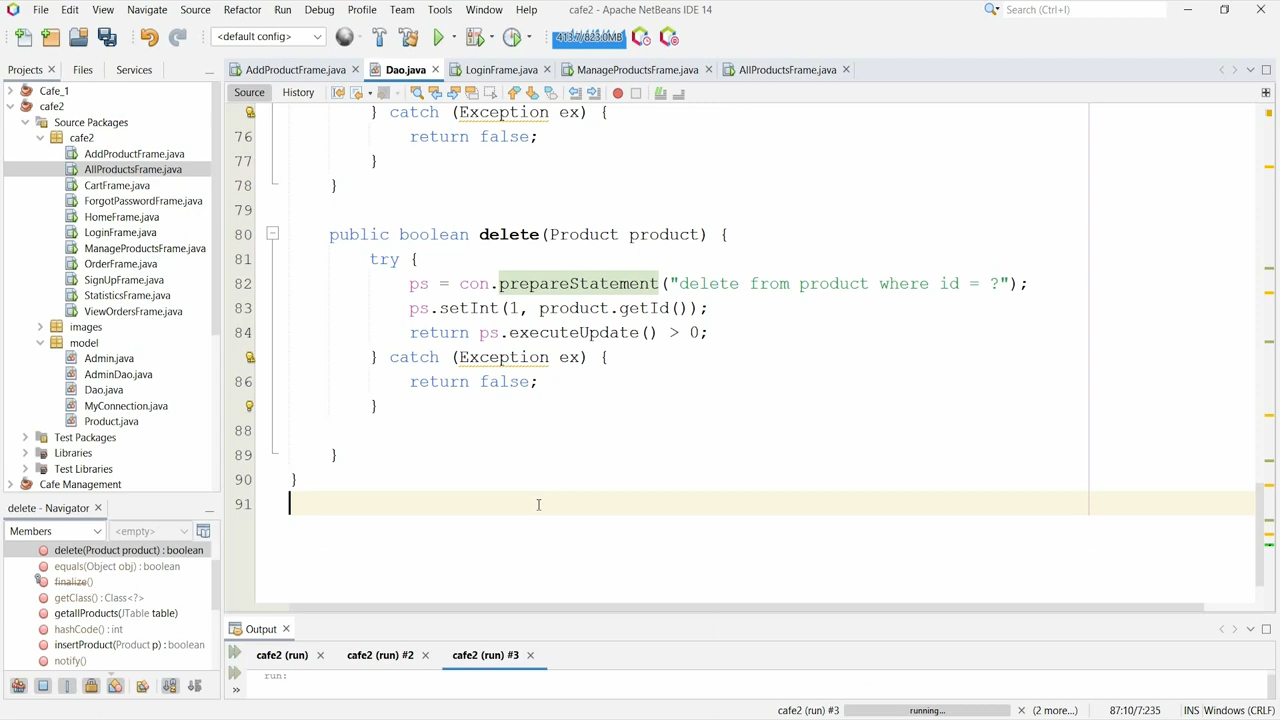 File Edit View Navigate Source Refactor Run Debug Profile Team Tools Window Help cafe2 - Apache NetBeans IDE 14 Search (Ctrl+I)
<default config> 413.7/823.0MB
Projects Files Services
AddProductFrame.java Dao.java LoginFrame.java ManageProductsFrame.java AllProductsFrame.java
Source History
Cafe_1
cafe2
Source Packages
cafe2
AddProductFrame.java
AllProductsFrame.java
CartFrame.java
ForgotPasswordFrame.java
HomeFrame.java
LoginFrame.java
ManageProductsFrame.java
OrderFrame.java
SignUpFrame.java
StatisticsFrame.java
ViewOrdersFrame.java
images
model
Admin.java
AdminDao.java
Dao.java
MyConnection.java
Product.java
Test Packages
Libraries
Test Libraries
Cafe Management
} catch (Exception ex) {
76 return false;
77 }
78 }
79
80 public boolean delete(Product product) {
81 try {
82 ps = con.prepareStatement("delete from product where id = ?");
83 ps.setInt(1, product.getId());
84 return ps.executeUpdate() > 0;
} catch (Exception ex) {
86 return false;
}
88
89 }
90 }
91
delete - Navigator
Members <empty>
delete(Product product) : boolean
equals(Object obj) : boolean
finalize()
getClass() : Class<?>
getallProducts(JTable table)
hashCode() : int
insertProduct(Product p) : boolean
notify()
Output
cafe2 (run) cafe2 (run) #2 cafe2 (run) #3
run:
cafe2 (run) #3 running... (2 more...) 87:10/7:235 INS Windows (CRLF)